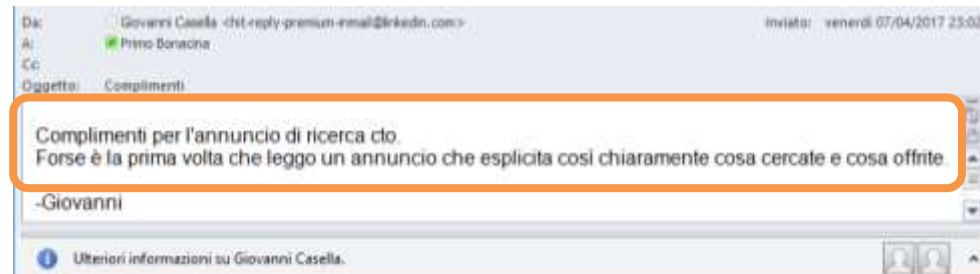 Da: Giovanni Casella <hit-reply-premium-email@linkedin.com>
Inviato: venerdì 07/04/2017 23:02
A: Primo Bonacina
Cc:
Oggetto: Complimenti
Complimenti per l'annuncio di ricerca cto.
Forse è la prima volta che leggo un annuncio che esplicita così chiaramente cosa cercate e cosa offrite.
-Giovanni
Ulteriori informazioni su Giovanni Casella.